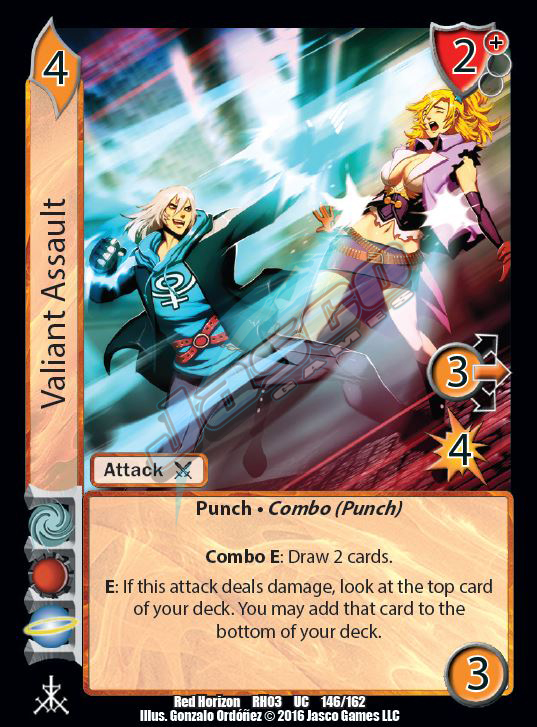 4
2
+
Valiant Assault
Jasco
GAMES
3
4
Attack
Punch • Combo (Punch)
Combo E: Draw 2 cards.
E: If this attack deals damage, look at the top card
of your deck. You may add that card to the
bottom of your deck.
3
Red Horizon RH03 UC 146/162
Illus. Gonzalo Ordóñez © 2016 Jasco Games LLC